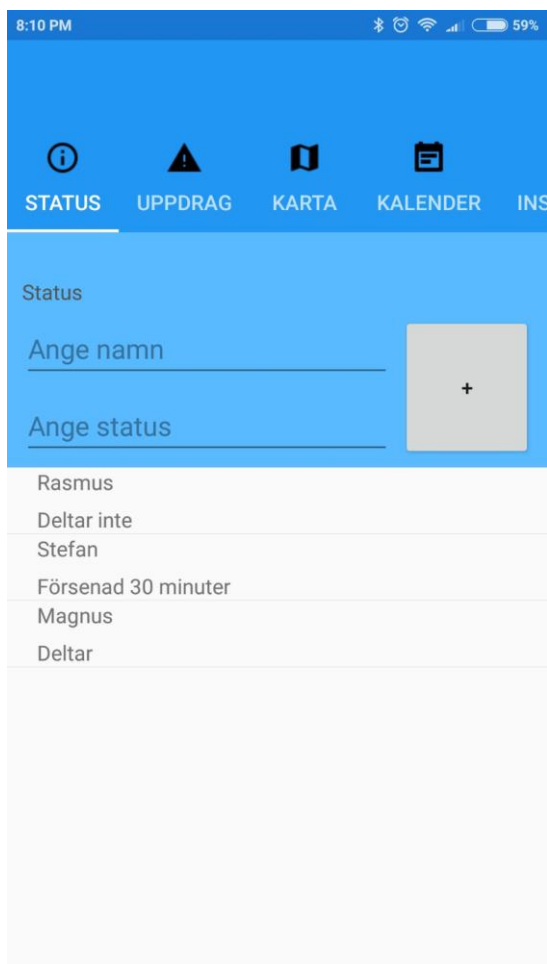 8:10 PM 59%
STATUS UPPDRAG KARTA KALENDER INS
Status
Ange namn
+
Ange status
Rasmus
Deltar inte
Stefan
Försenad 30 minuter
Magnus
Deltar